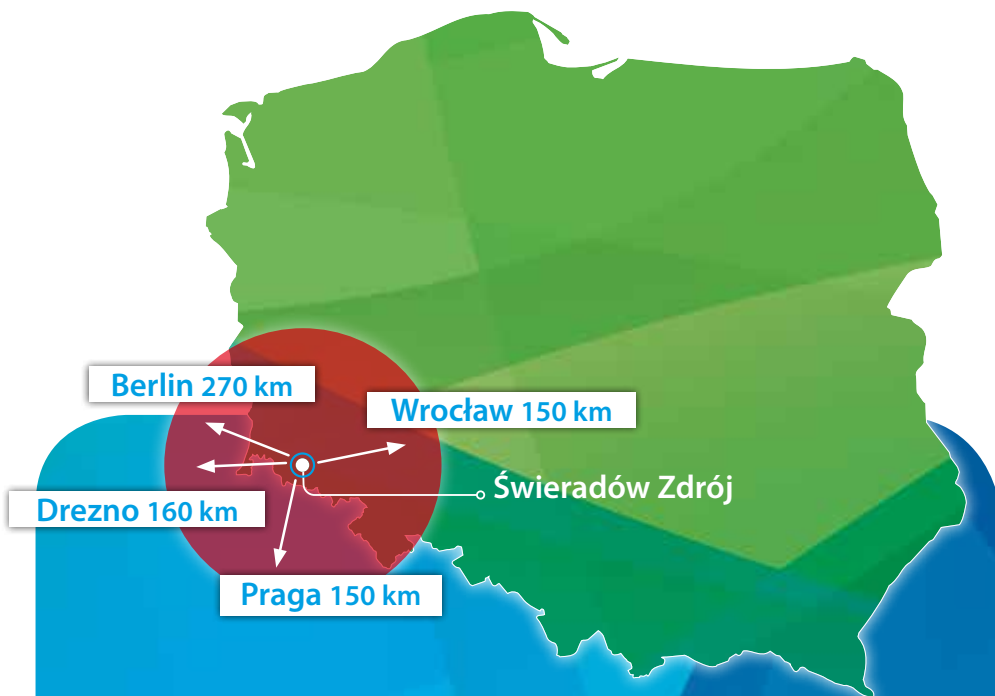 Berlin 270 km
Wrocław 150 km
Świeradów Zdrój
Drezno 160 km
Praga 150 km